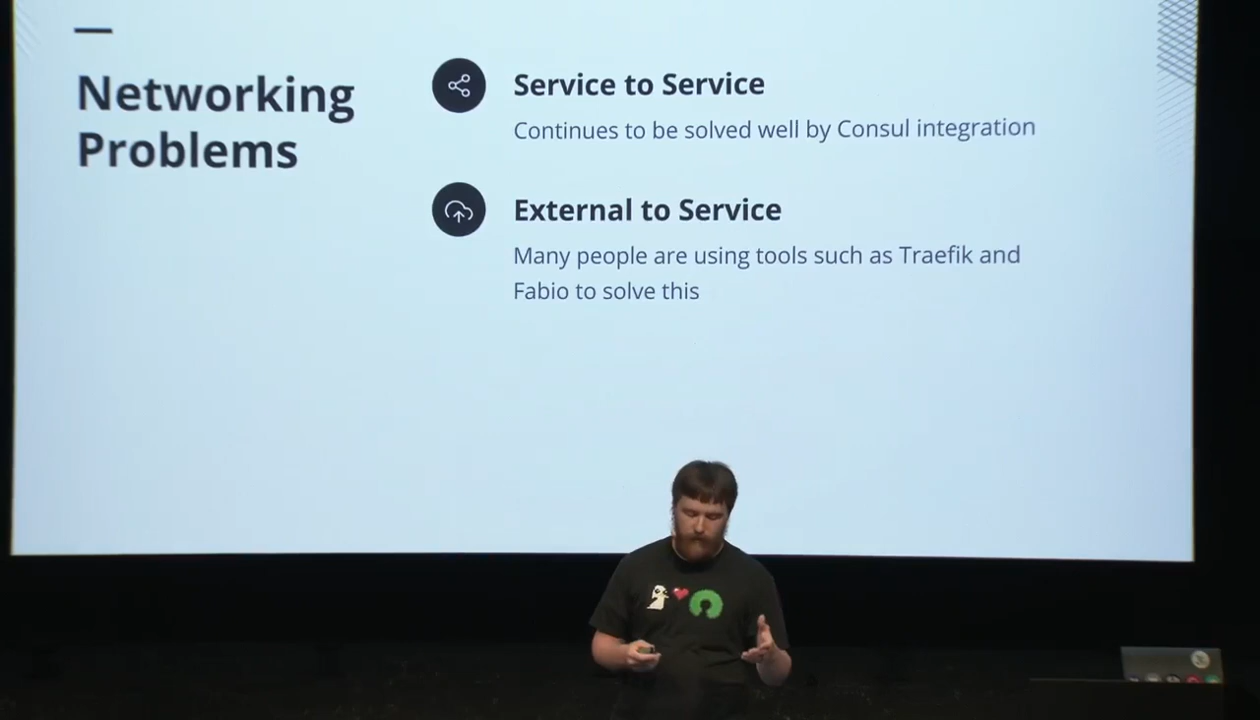 Networking
Problems
Service to Service
Continues to be solved well by Consul integration
External to Service
Many people are using tools such as Traefik and
Fabio to solve this